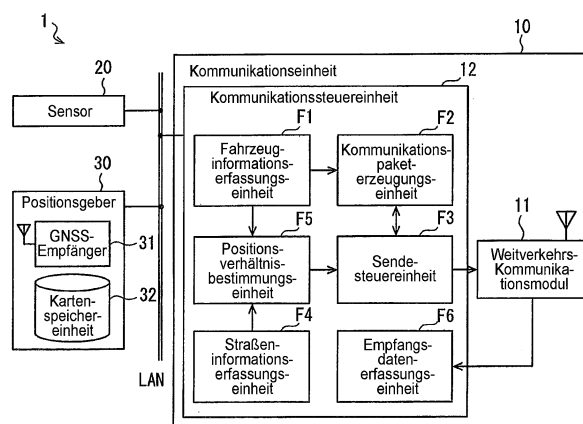 1
10
Kommunikationseinheit
12
20
Sensor
Kommunikationssteuereinheit
F1
F2
Fahrzeug-
informations-
erfassungs-
einheit
Kommunikations-
paket-
erzeugungs-
einheit
30
Positionsgeber
GNSS-
Empfänger
31
Karten-
speicher-
einheit
32
LAN
F5
F3
Positions-
verhältnis-
bestimmungs-
einheit
Sende-
steuereinheit
11
Weitverkehrs-
Kommunika-
tionsmodul
F4
F6
Straßen-
informations-
erfassungs-
einheit
Empfangs-
daten-
erfassungs-
einheit